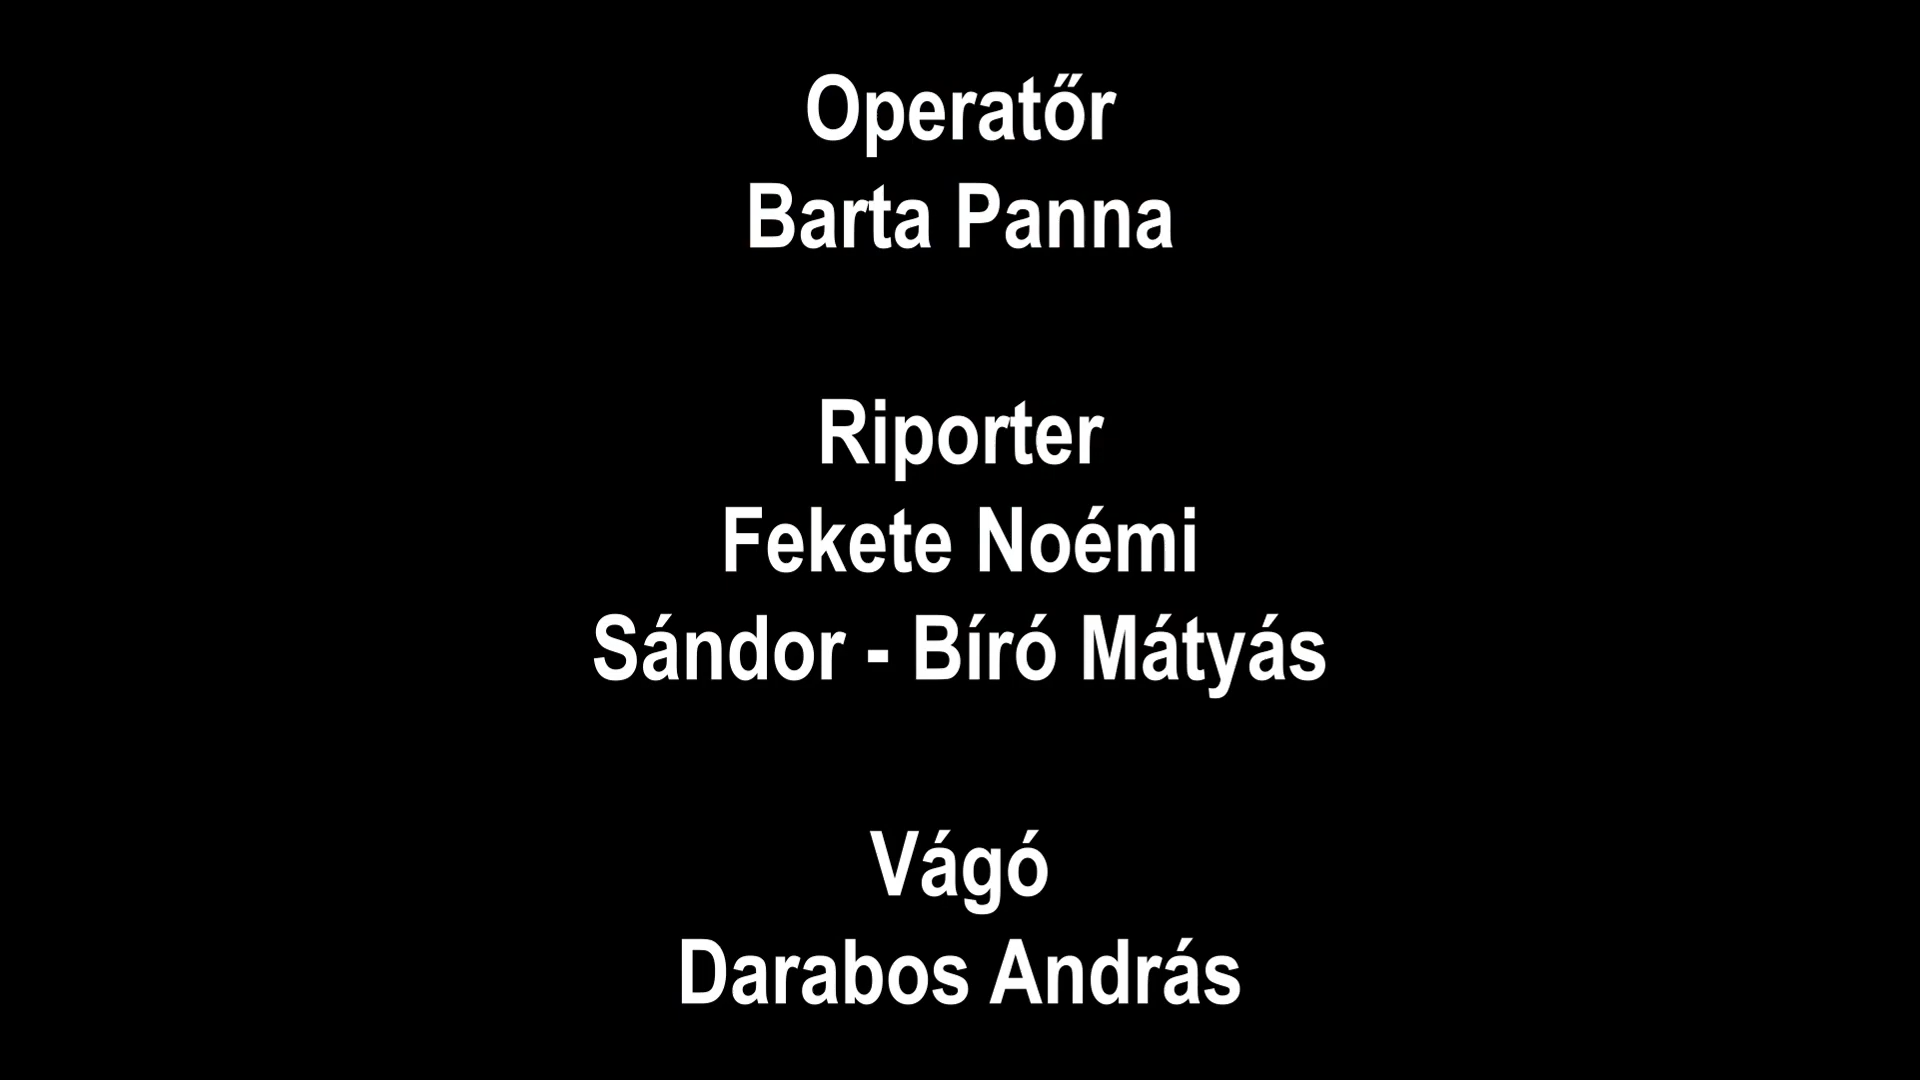 Operatőr
Barta Panna
Riporter
Fekete Noémi
Sándor - Bíró Mátyás
Vágó
Darabos András